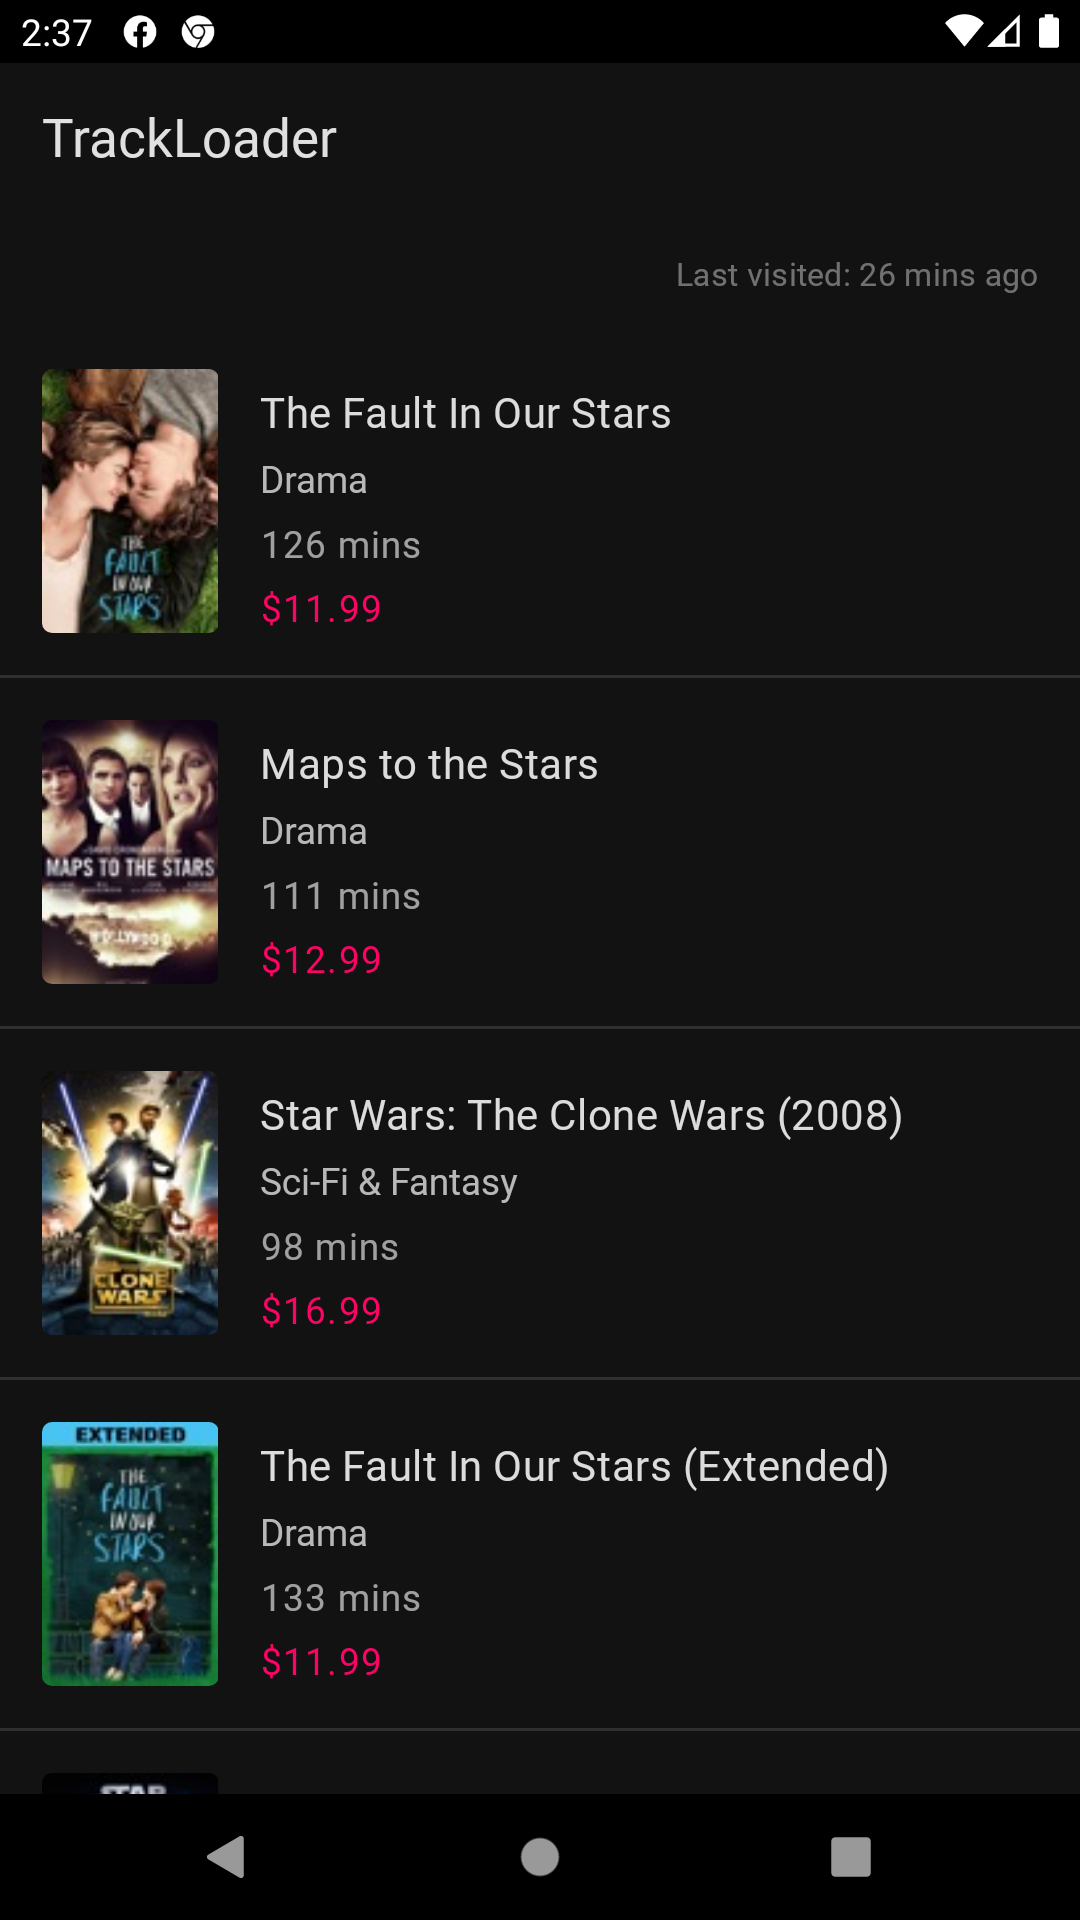 2:37
TrackLoader
Last visited: 26 mins ago
THE
FAULT
IN OUR
STARS
The Fault In Our Stars
Drama
126 mins
$11.99
MAPS TO THE STARS
Maps to the Stars
Drama
111 mins
$12.99
CLONE
WARS
Star Wars: The Clone Wars (2008)
Sci-Fi & Fantasy
98 mins
$16.99
EXTENDED
THE
FAULT
IN OUR
STARS
The Fault In Our Stars (Extended)
Drama
133 mins
$11.99
STAR